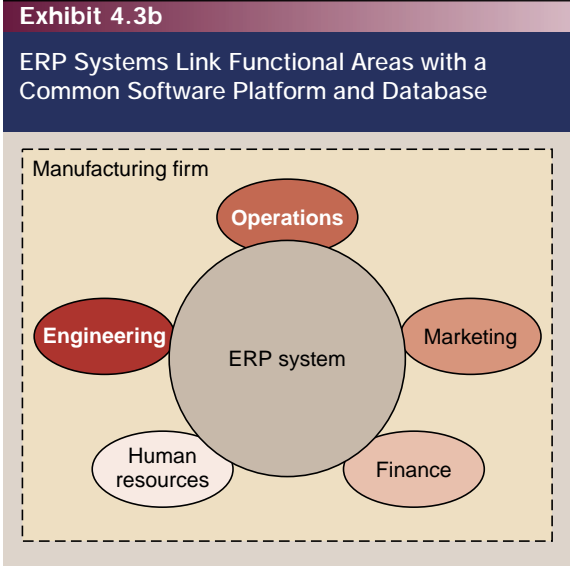 Exhibit 4.3b
ERP Systems Link Functional Areas with a
Common Software Platform and Database
Manufacturing firm
Operations
Engineering
ERP system
Marketing
Human
resources
Finance